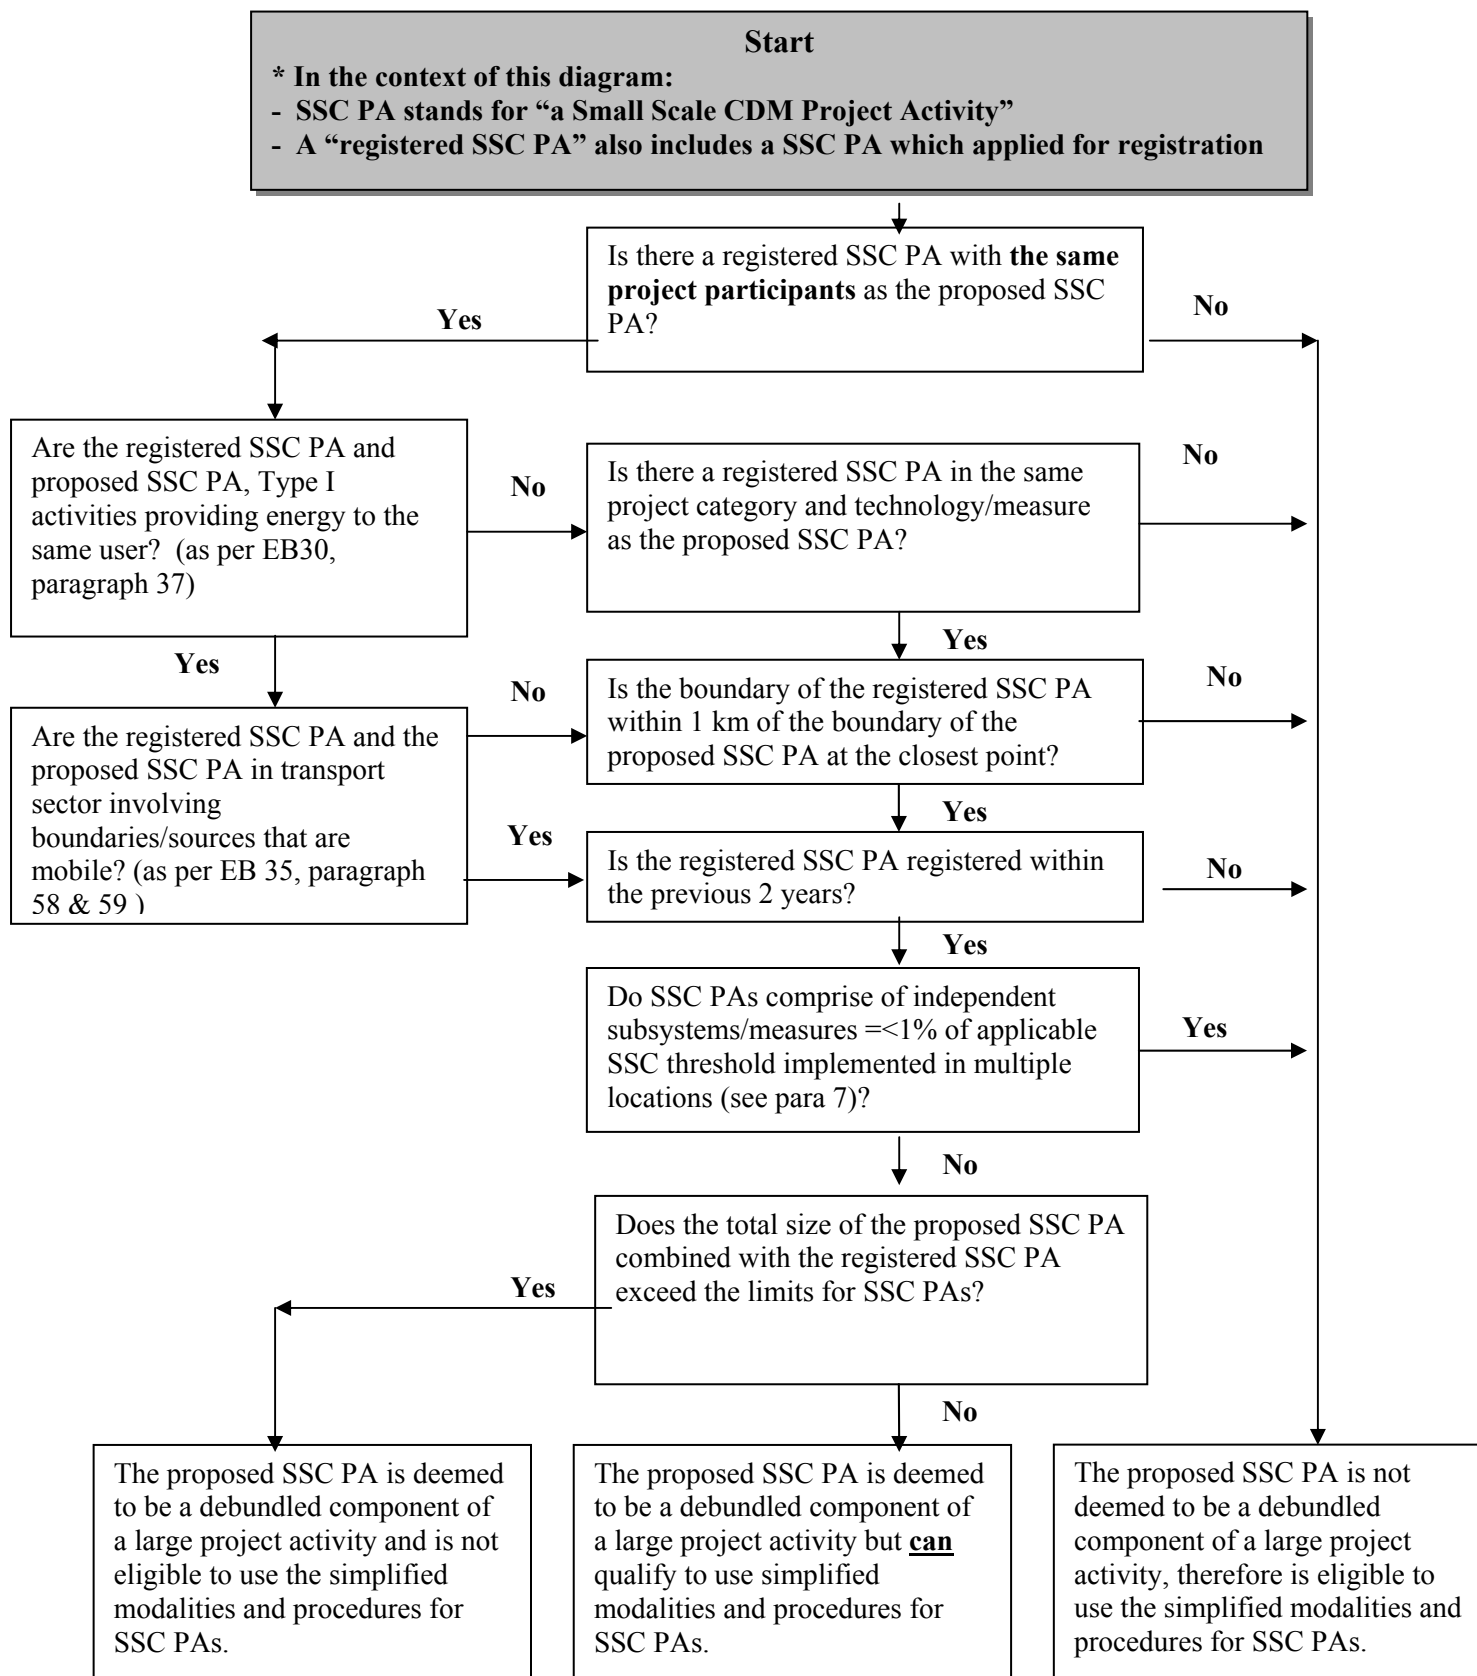 Start
* In the context of this diagram:
- SSC PA stands for “a Small Scale CDM Project Activity”
- A “registered SSC PA” also includes a SSC PA which applied for registration
Is there a registered SSC PA with the same
project participants as the proposed SSC
PA?
Yes
No
Are the registered SSC PA and
proposed SSC PA, Type I
activities providing energy to the
same user? (as per EB30,
paragraph 37)
No
Is there a registered SSC PA in the same
project category and technology/measure
as the proposed SSC PA?
No
Yes
Yes
Are the registered SSC PA and the
proposed SSC PA in transport
sector involving
boundaries/sources that are
mobile? (as per EB 35, paragraph
58 & 59 )
No
Is the boundary of the registered SSC PA
within 1 km of the boundary of the
proposed SSC PA at the closest point?
No
Yes
Yes
Is the registered SSC PA registered within
the previous 2 years?
No
Yes
Do SSC PAs comprise of independent
subsystems/measures =<1% of applicable
SSC threshold implemented in multiple
locations (see para 7)?
Yes
No
Does the total size of the proposed SSC PA
combined with the registered SSC PA
exceed the limits for SSC PAs?
Yes
No
The proposed SSC PA is deemed
to be a debundled component of
a large project activity and is not
eligible to use the simplified
modalities and procedures for
SSC PAs.
The proposed SSC PA is deemed
to be a debundled component of
a large project activity but can
qualify to use simplified
modalities and procedures for
SSC PAs.
The proposed SSC PA is not
deemed to be a debundled
component of a large project
activity, therefore is eligible to
use the simplified modalities and
procedures for SSC PAs.